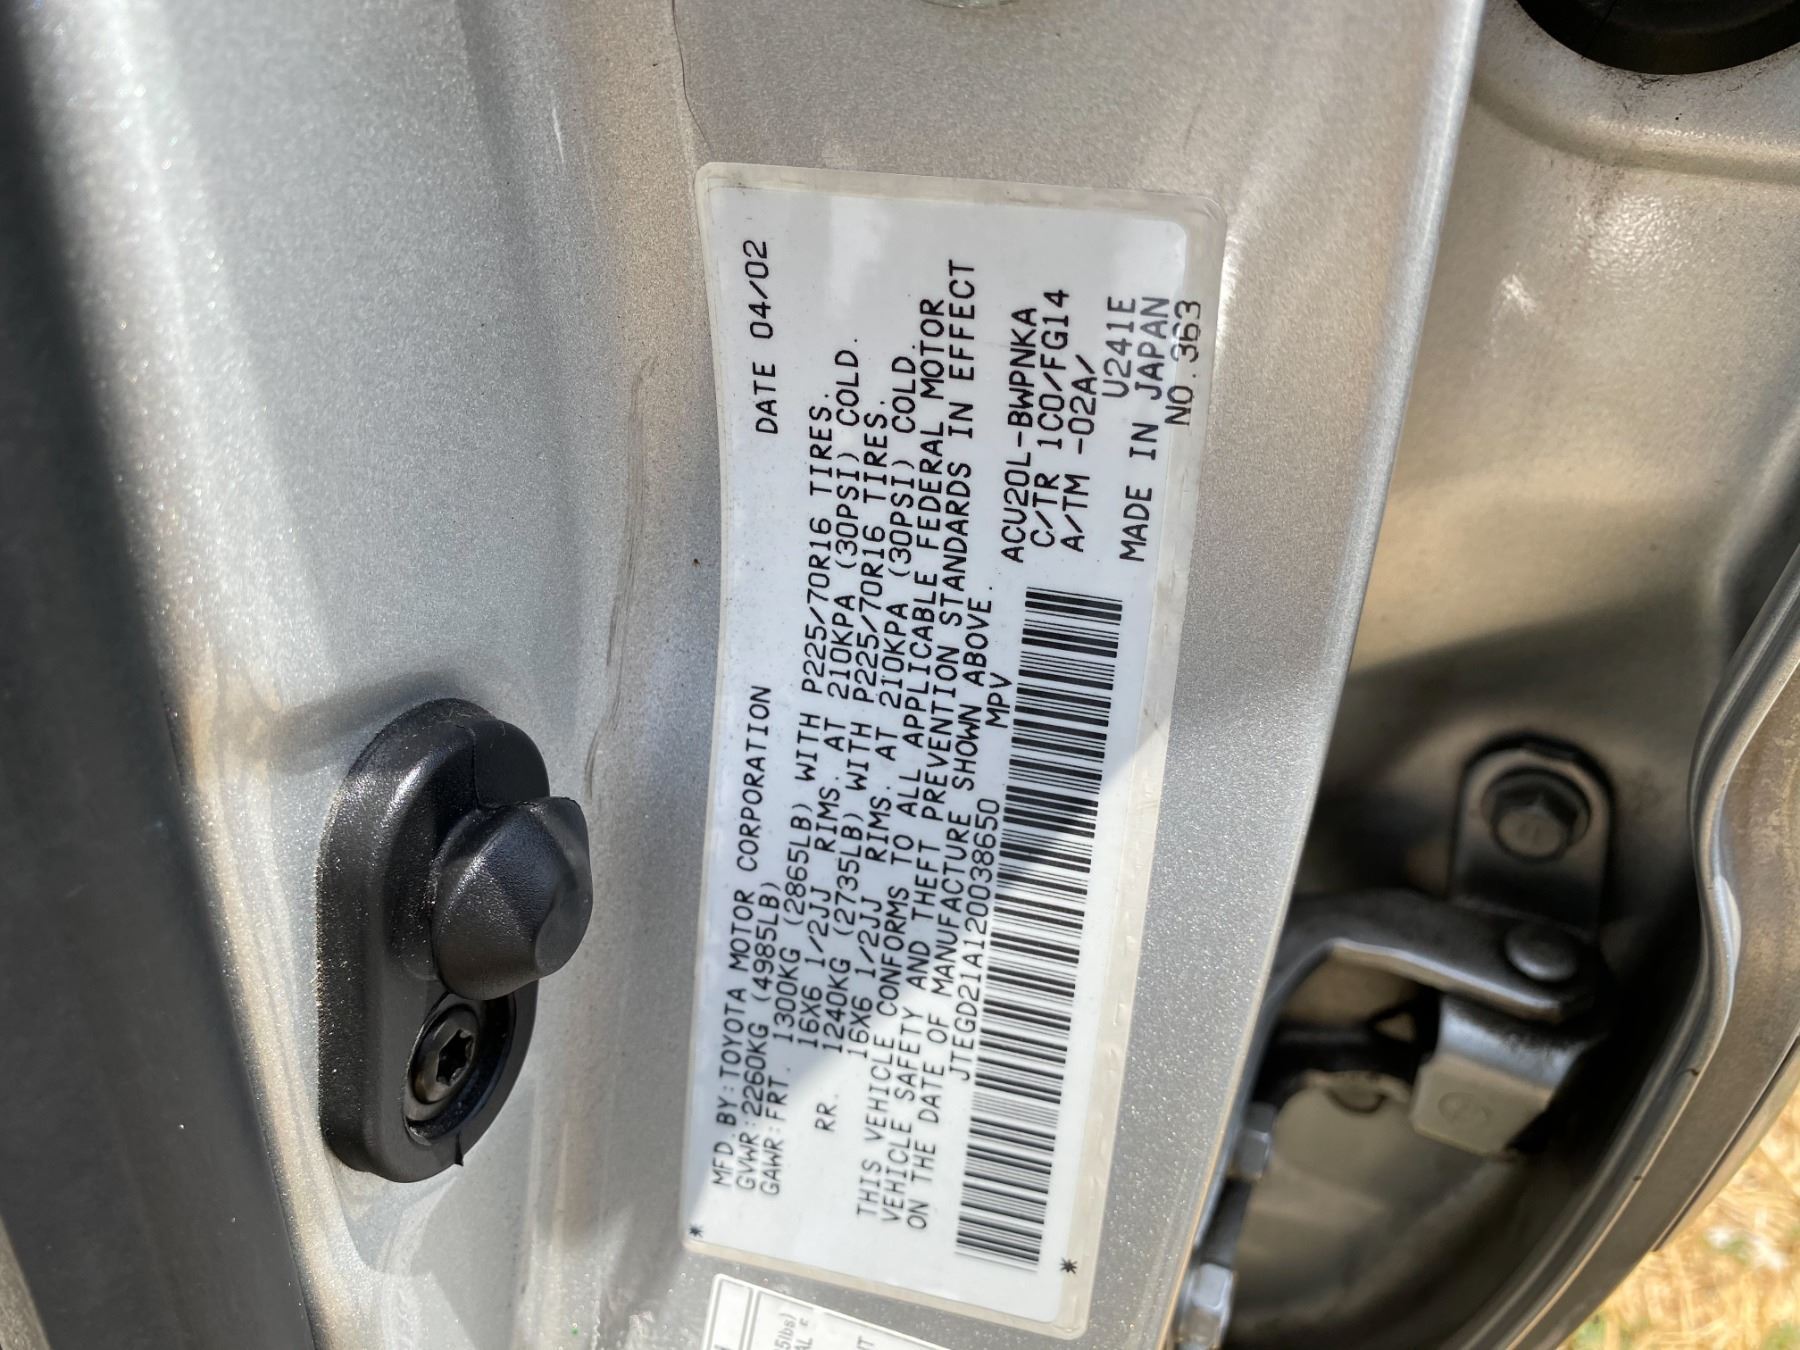 MFD.BY:TOYOTA MOTOR CORPORATION DATE 04/02
GVWR:2260KG (4985LB)
GAWR:FRT. 1300KG (2865LB) WITH P225/70R16 TIRES.
16X6 1/2JJ RIMS. AT 210KPA (30PSI) COLD.
RR. 1240KG (2735LB) WITH P225/70R16 TIRES.
16X6 1/2JJ RIMS. AT 210KPA (30PSI) COLD.
THIS VEHICLE CONFORMS TO ALL APPLICABLE FEDERAL MOTOR
VEHICLE SAFETY AND THEFT PREVENTION STANDARDS IN EFFECT
ON THE DATE OF MANUFACTURE SHOWN ABOVE.
JTEGD21A120038650 MPV
ACU20L-BWPNKA
C/TR 1C0/FG14
A/TM -02A/
U241E
MADE IN JAPAN
NO.363
* *